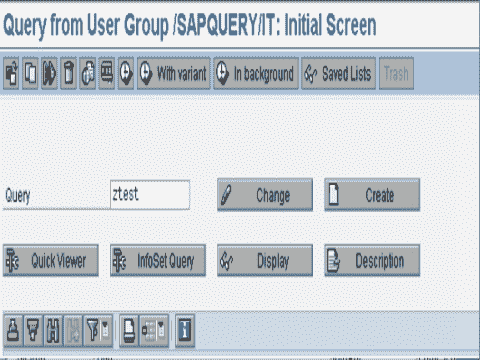 Query from User Group /SAPQUERY/IT: Initial Screen
With variant In background Saved Lists Trash
Query ztest Change Create
Quick Viewer InfoSet Query Display Description